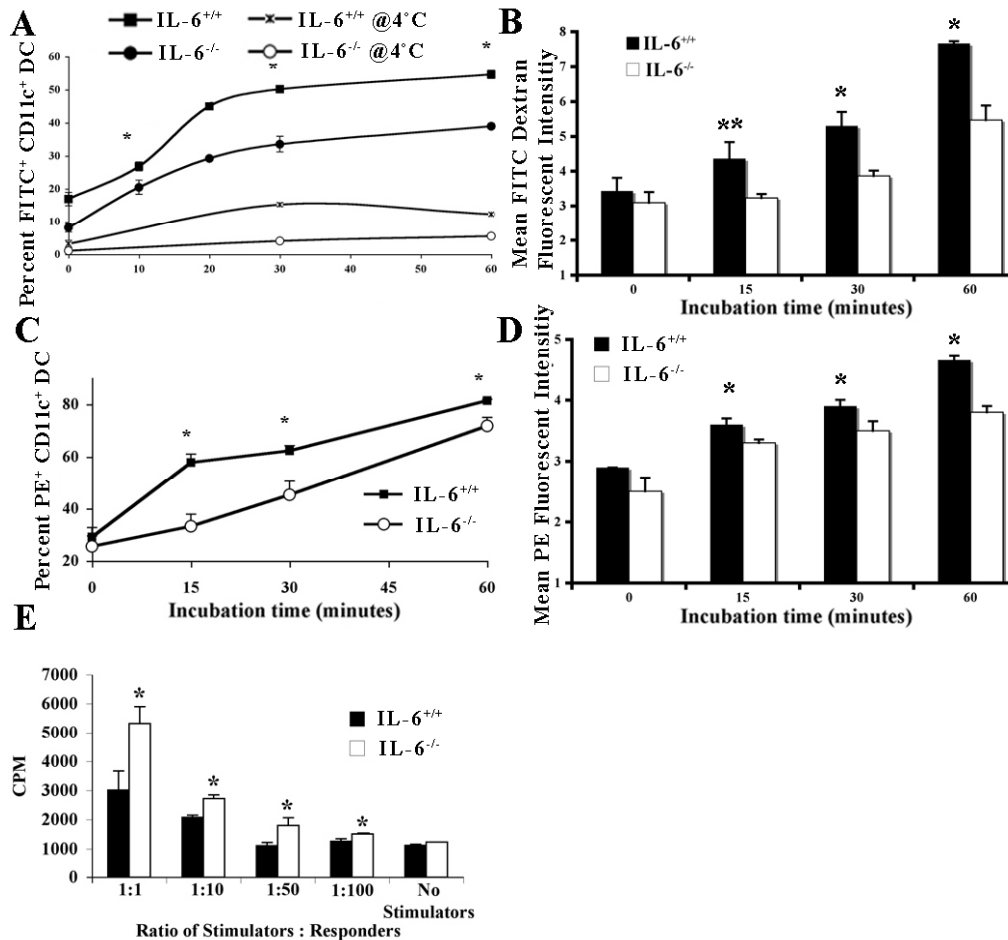 A
IL-6+/+
IL-6+/+ @4°C
IL-6-/-
IL-6-/- @4°C
Percent FITC+ CD11c+ DC
60
50
40
30
20
10
0
*
*
*
0 10 20 30 40 50 60
B
IL-6+/+
IL-6-/-
Mean FITC Dextran
Fluorescent Intensitiy
8
7
6
5
4
3
2
1
**
*
*
0 15 30 60
Incubation time (minutes)
C
Percent PE+ CD11c+ DC
80
60
40
20
*
*
*
IL-6+/+
IL-6-/-
0 15 30 45 60
Incubation time (minutes)
D
IL-6+/+
IL-6-/-
Mean PE Fluorescent Intensitiy
5
4
3
2
1
*
*
*
0 15 30 60
Incubation time (minutes)
E
CPM
7000
6000
5000
4000
3000
2000
1000
0
*
*
*
*
IL-6+/+
IL-6-/-
1:1 1:10 1:50 1:100 No
Stimulators
Ratio of Stimulators : Responders